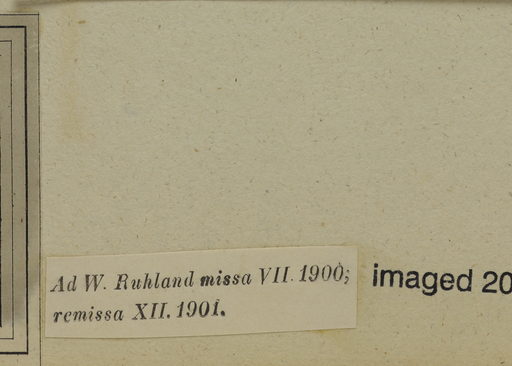 Ad W. Ruhland missa VII. 1900;
remissa XII. 1901.
imaged 20